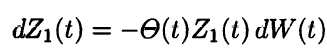 dZ₁(t) = −Θ(t)Z₁(t) dW(t)